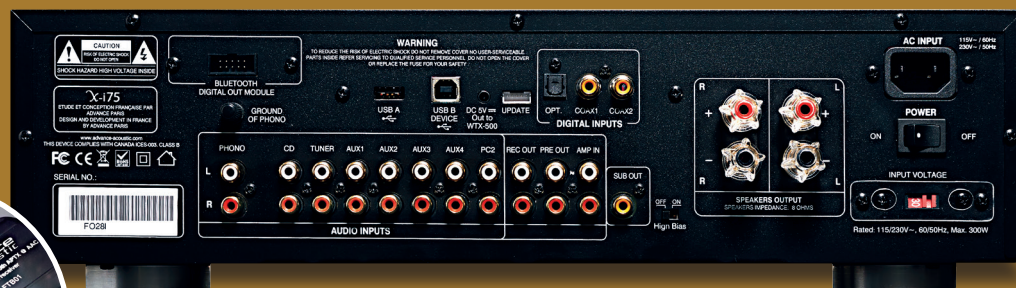 CAUTION
RISK OF ELECTRIC SHOCK
DO NOT OPEN
SHOCK HAZARD HIGH VOLTAGE INSIDE
X-i75
ETUDE ET CONCEPTION FRANÇAISE PAR
ADVANCE PARIS
DESIGN AND DEVELOPMENT IN FRANCE
BY ADVANCE PARIS
www.advance-acoustic.com
THIS DEVICE COMPLIES WITH CANADA ICES-003. CLASS B
FC CE
SERIAL NO.:
FO28I
BLUETOOTH
DIGITAL OUT MODULE
WARNING
TO REDUCE THE RISK OF ELECTRIC SHOCK DO NOT REMOVE COVER NO USER-SERVICEABLE
PARTS INSIDE REFER SERVICING TO QUALIFIED SERVICE PERSONNEL. DO NOT OPEN THE COVER
OR REPLACE THE FUSE FOR YOUR SAFETY
GROUND
OF PHONO
USB A
USB B
DEVICE
DC 5V
Out to
WTX-500
UPDATE
OPT. COAX1 COAX2
DIGITAL INPUTS
PHONO CD TUNER AUX1 AUX2 AUX3 AUX4 PC2 REC OUT PRE OUT AMP IN
L
R
AUDIO INPUTS
SUB OUT
OFF ON
Hign Bias
R L
+ +
- -
R L
SPEAKERS OUTPUT
SPEAKERS IMPEDANCE: 8 OHMS
AC INPUT
115V~ / 60Hz
230V~ / 50Hz
POWER
ON OFF
INPUT VOLTAGE
Rated: 115/230V~, 60/50Hz, Max. 300W
APTX
AAC
receiver